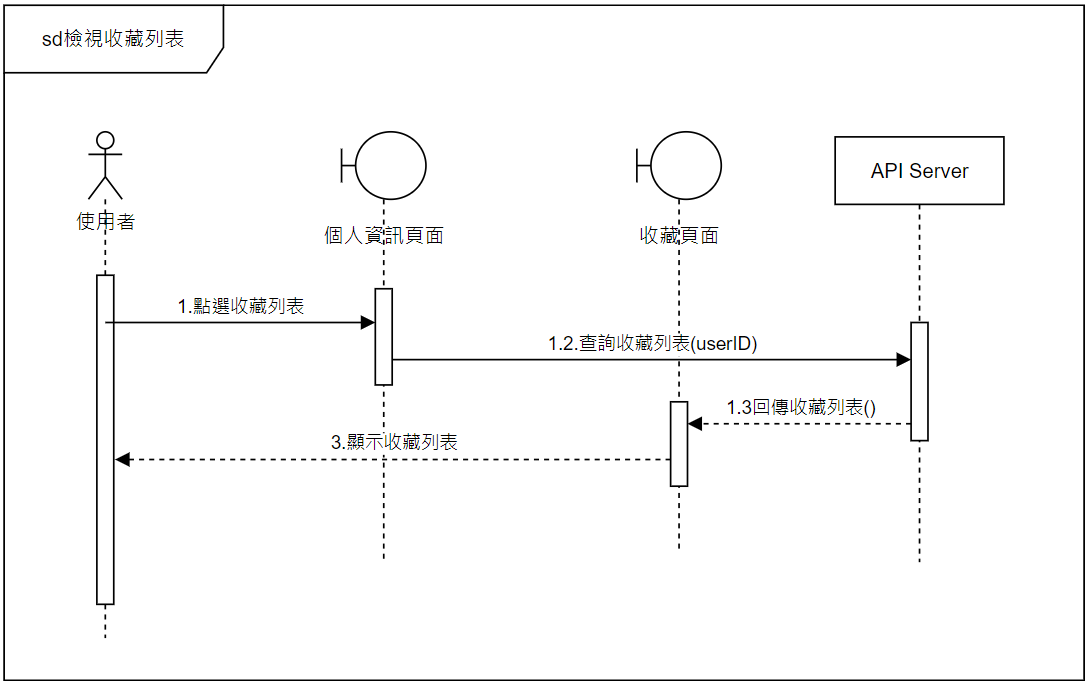 sd檢視收藏列表
使用者
個人資訊頁面
收藏頁面
API Server
1.點選收藏列表
1.2.查詢收藏列表(userID)
1.3回傳收藏列表()
3.顯示收藏列表